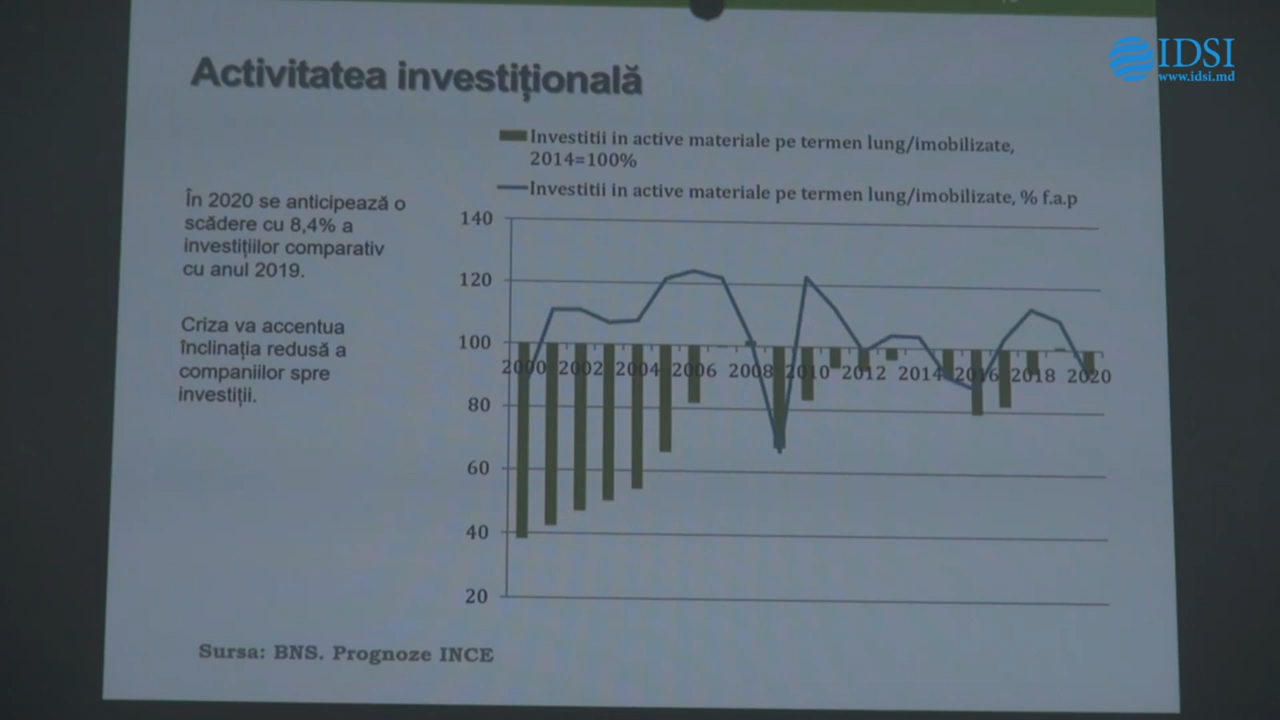 IDSI
www.idsi.md
Activitatea investițională
Investitii in active materiale pe termen lung/imobilizate,
2014=100%
Investitii in active materiale pe termen lung/imobilizate, % f.a.p
În 2020 se anticipează o
scădere cu 8,4% a
investițiilor comparativ
cu anul 2019.
Criza va accentua
înclinația redusă a
companiilor spre
investiții.
140
120
100
80
60
40
20
2000 2002 2004 2006 2008 2010 2012 2014 2016 2018 2020
Sursa: BNS. Prognoze INCE